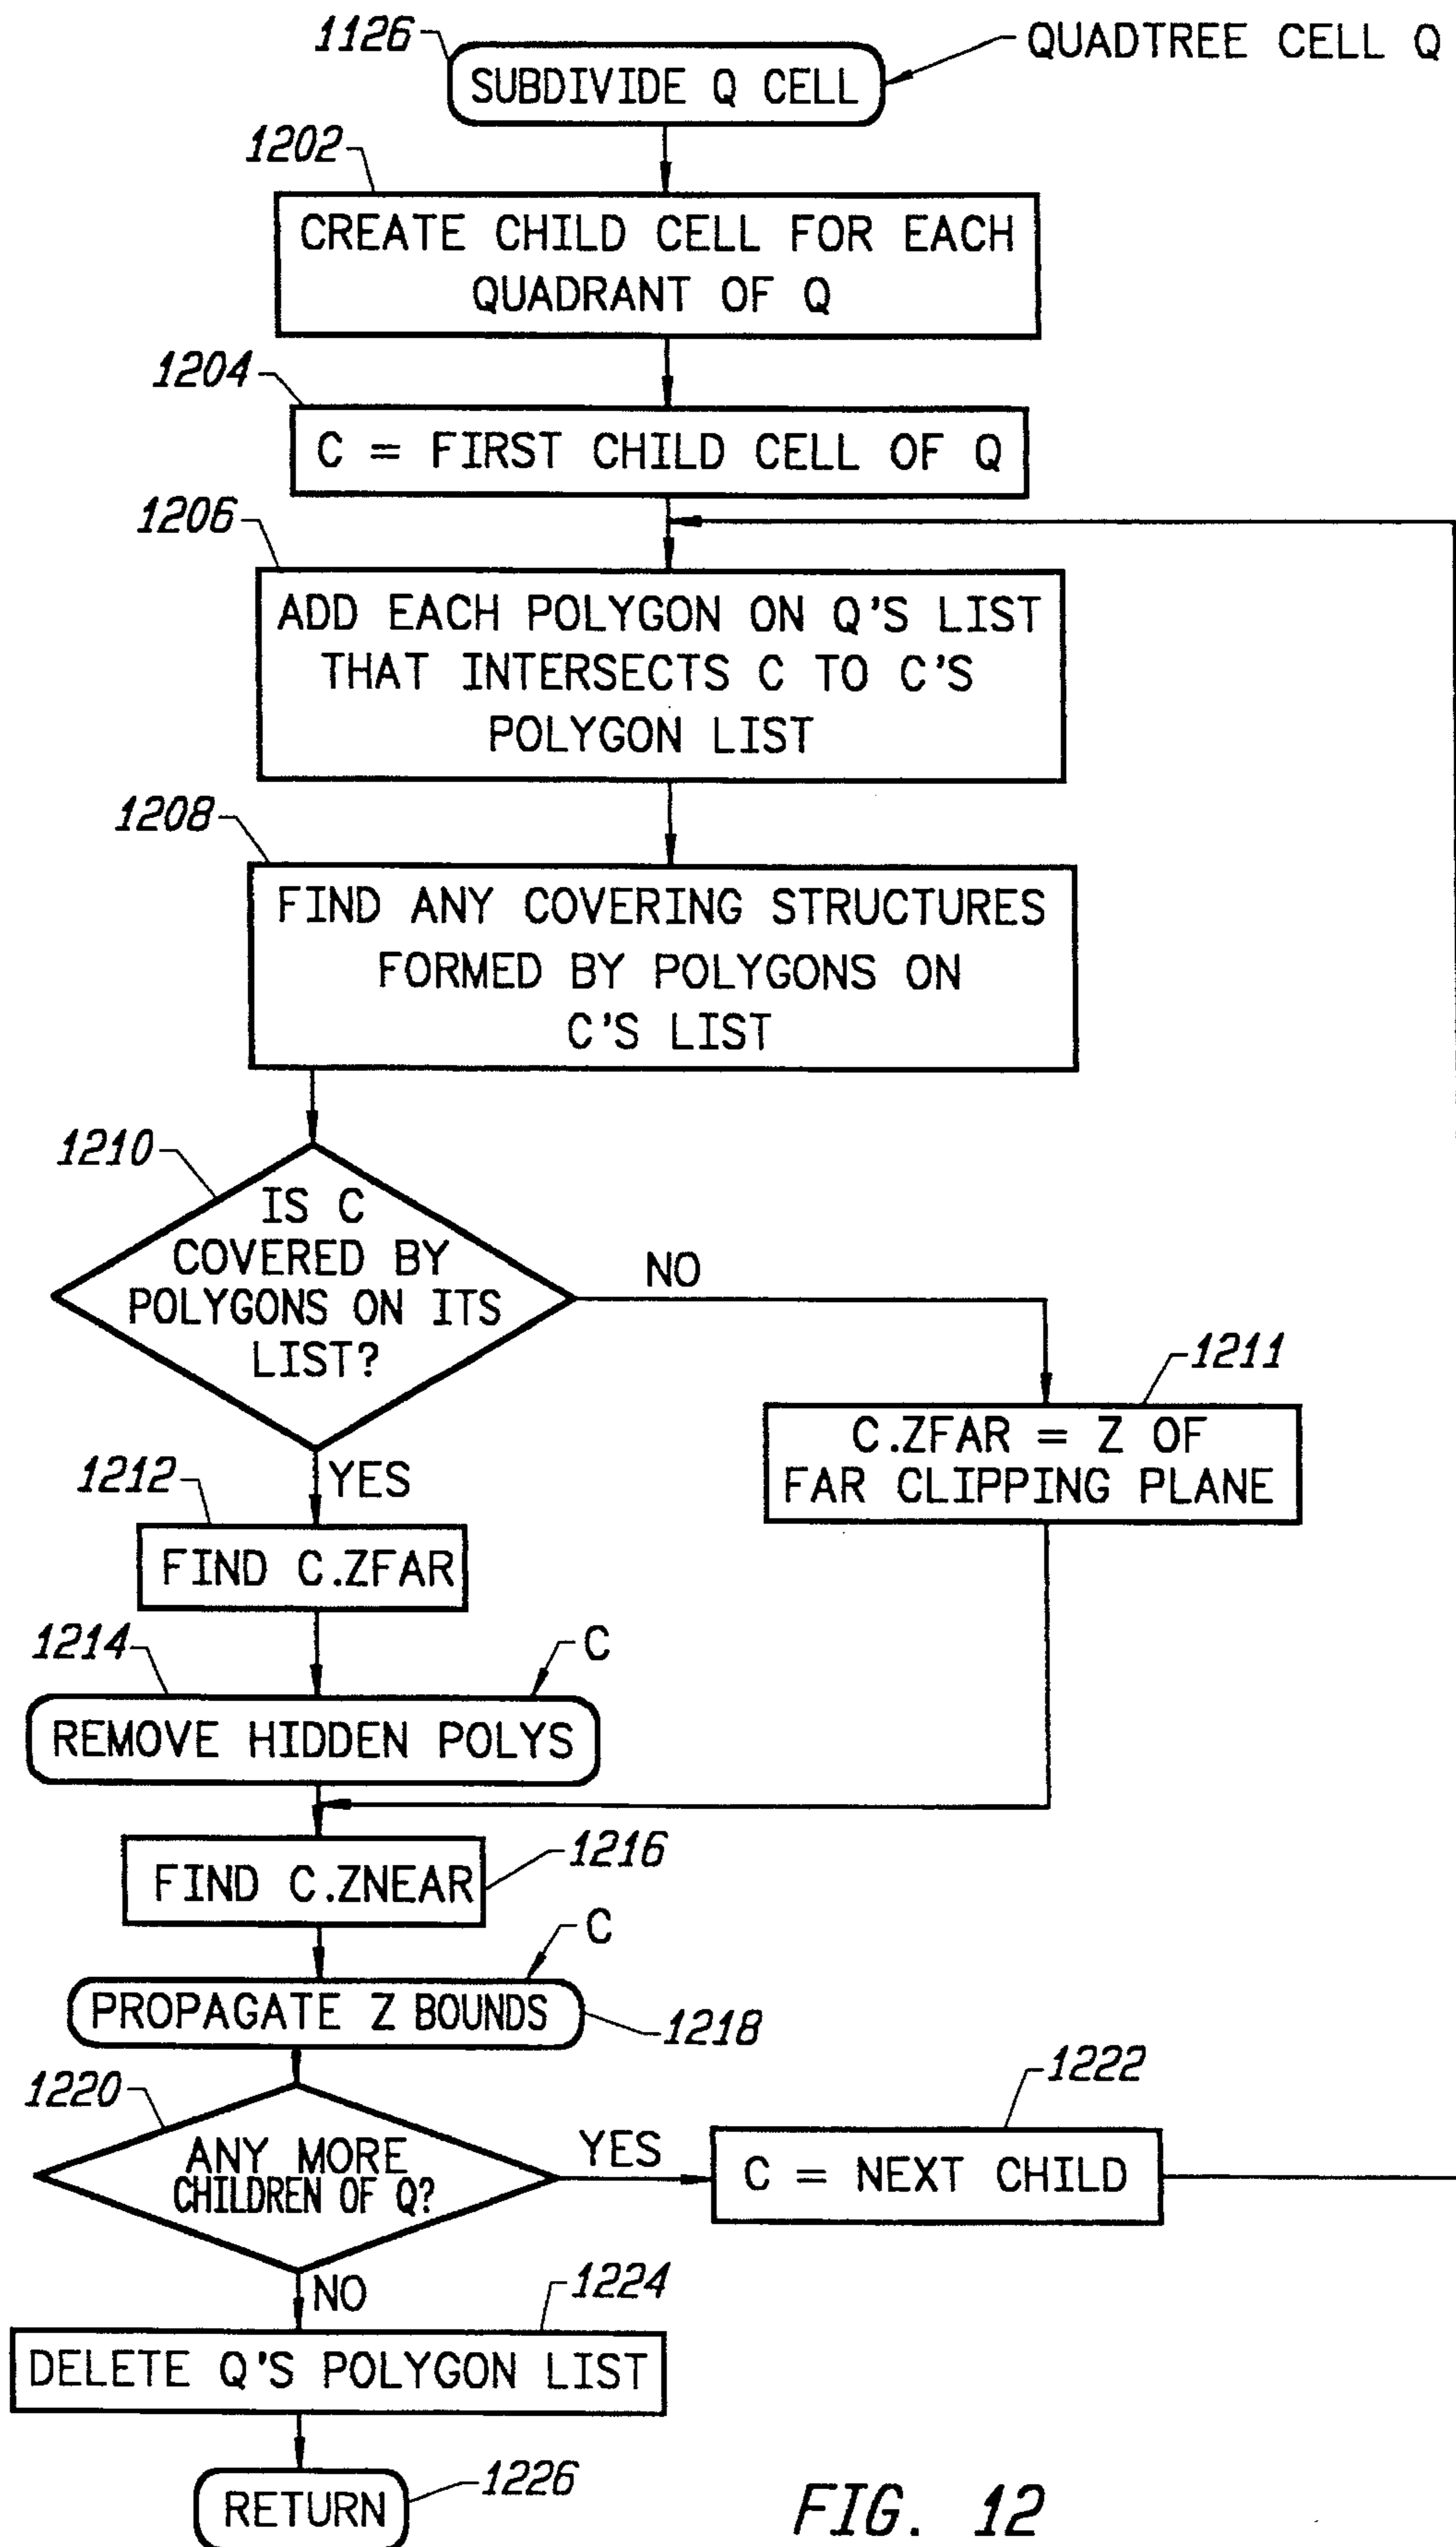 1126
QUADTREE CELL Q
SUBDIVIDE Q CELL
1202
CREATE CHILD CELL FOR EACH
QUADRANT OF Q
1204
C = FIRST CHILD CELL OF Q
1206
ADD EACH POLYGON ON Q'S LIST
THAT INTERSECTS C TO C'S
POLYGON LIST
1208
FIND ANY COVERING STRUCTURES
FORMED BY POLYGONS ON
C'S LIST
1210
IS C
COVERED BY
POLYGONS ON ITS
LIST?
NO
1211
C.ZFAR = Z OF
FAR CLIPPING PLANE
YES
1212
FIND C.ZFAR
1214
C
REMOVE HIDDEN POLYS
FIND C.ZNEAR
1216
C
PROPAGATE Z BOUNDS
1218
1220
ANY MORE
CHILDREN OF Q?
YES
1222
C = NEXT CHILD
NO
1224
DELETE Q'S POLYGON LIST
RETURN
1226
FIG. 12